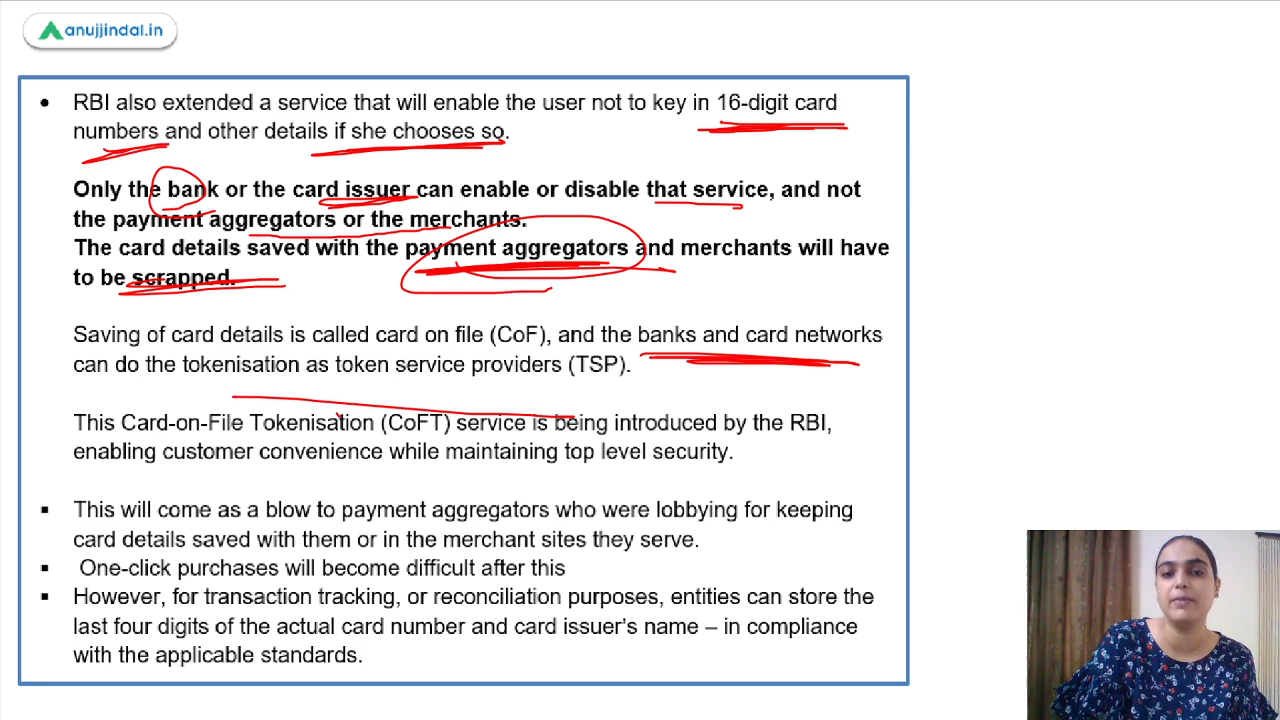 anujjindal.in
• RBI also extended a service that will enable the user not to key in 16-digit card
numbers and other details if she chooses so.
Only the bank or the card issuer can enable or disable that service, and not
the payment aggregators or the merchants.
The card details saved with the payment aggregators and merchants will have
to be scrapped.
Saving of card details is called card on file (CoF), and the banks and card networks
can do the tokenisation as token service providers (TSP).
This Card-on-File Tokenisation (CoFT) service is being introduced by the RBI,
enabling customer convenience while maintaining top level security.
▪ This will come as a blow to payment aggregators who were lobbying for keeping
card details saved with them or in the merchant sites they serve.
▪ One-click purchases will become difficult after this
▪ However, for transaction tracking, or reconciliation purposes, entities can store the
last four digits of the actual card number and card issuer's name – in compliance
with the applicable standards.